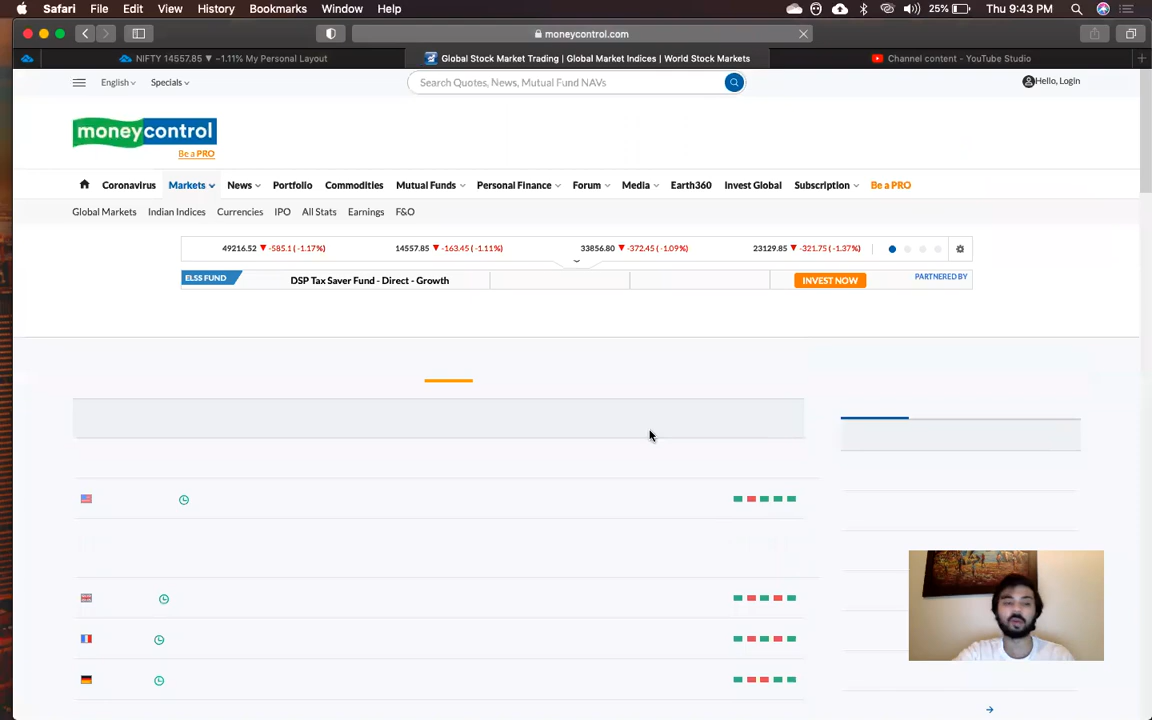 Safari File Edit View History Bookmarks Window Help 25% Thu 9:43 PM
moneycontrol.com
NIFTY 14557.85 ▼ −1.11% My Personal Layout Global Stock Market Trading | Global Market Indices | World Stock Markets Channel content - YouTube Studio
English Specials Search Quotes, News, Mutual Fund NAVs Hello, Login
moneycontrol
Be a PRO
Coronavirus Markets News Portfolio Commodities Mutual Funds Personal Finance Forum Media Earth360 Invest Global Subscription Be a PRO
Global Markets Indian Indices Currencies IPO All Stats Earnings F&O
49216.52 ▼ -585.1 ( -1.17%) 14557.85 ▼ -163.45 (-1.11%) 33856.80 ▼ -372.45 (-1.09%) 23129.85 ▼ -321.75 (-1.37%)
ELSS FUND DSP Tax Saver Fund - Direct - Growth INVEST NOW PARTNERED BY